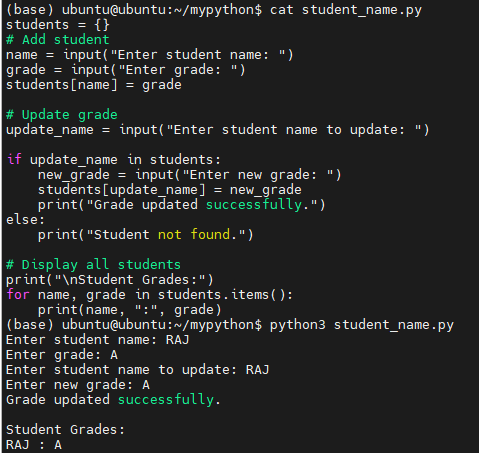 (base) ubuntu@ubuntu:~/mypython$ cat student_name.py
students = {}
# Add student
name = input("Enter student name: ")
grade = input("Enter grade: ")
students[name] = grade

# Update grade
update_name = input("Enter student name to update: ")

if update_name in students:
    new_grade = input("Enter new grade: ")
    students[update_name] = new_grade
    print("Grade updated successfully.")
else:
    print("Student not found.")

# Display all students
print("\nStudent Grades:")
for name, grade in students.items():
    print(name, ":", grade)
(base) ubuntu@ubuntu:~/mypython$ python3 student_name.py
Enter student name: RAJ
Enter grade: A
Enter student name to update: RAJ
Enter new grade: A
Grade updated successfully.

Student Grades:
RAJ : A